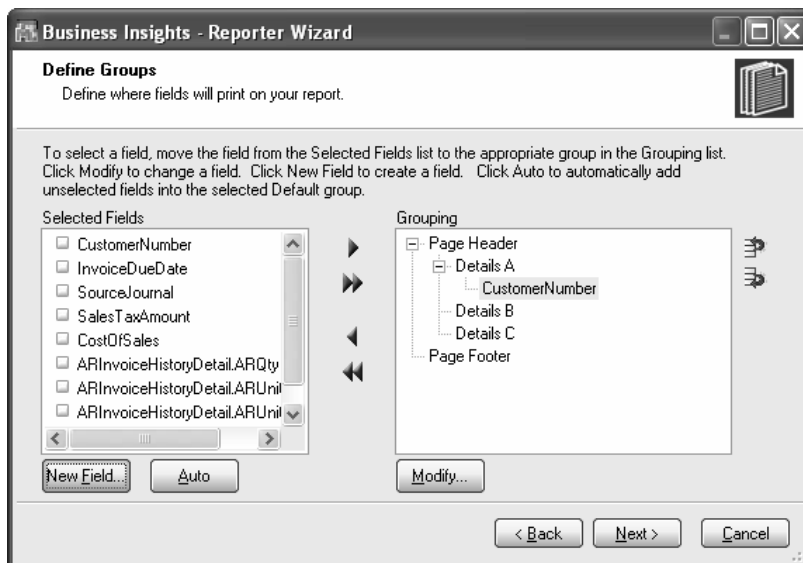 Business Insights - Reporter Wizard
Define Groups
Define where fields will print on your report.
To select a field, move the field from the Selected Fields list to the appropriate group in the Grouping list.
Click Modify to change a field. Click New Field to create a field. Click Auto to automatically add
unselected fields into the selected Default group.
Selected Fields
CustomerNumber
InvoiceDueDate
SourceJournal
SalesTaxAmount
CostOfSales
ARInvoiceHistoryDetail.ARQty
ARInvoiceHistoryDetail.ARUnit
ARInvoiceHistoryDetail.ARUnit
New Field...
Auto
Grouping
Page Header
Details A
CustomerNumber
Details B
Details C
Page Footer
Modify...
< Back
Next >
Cancel